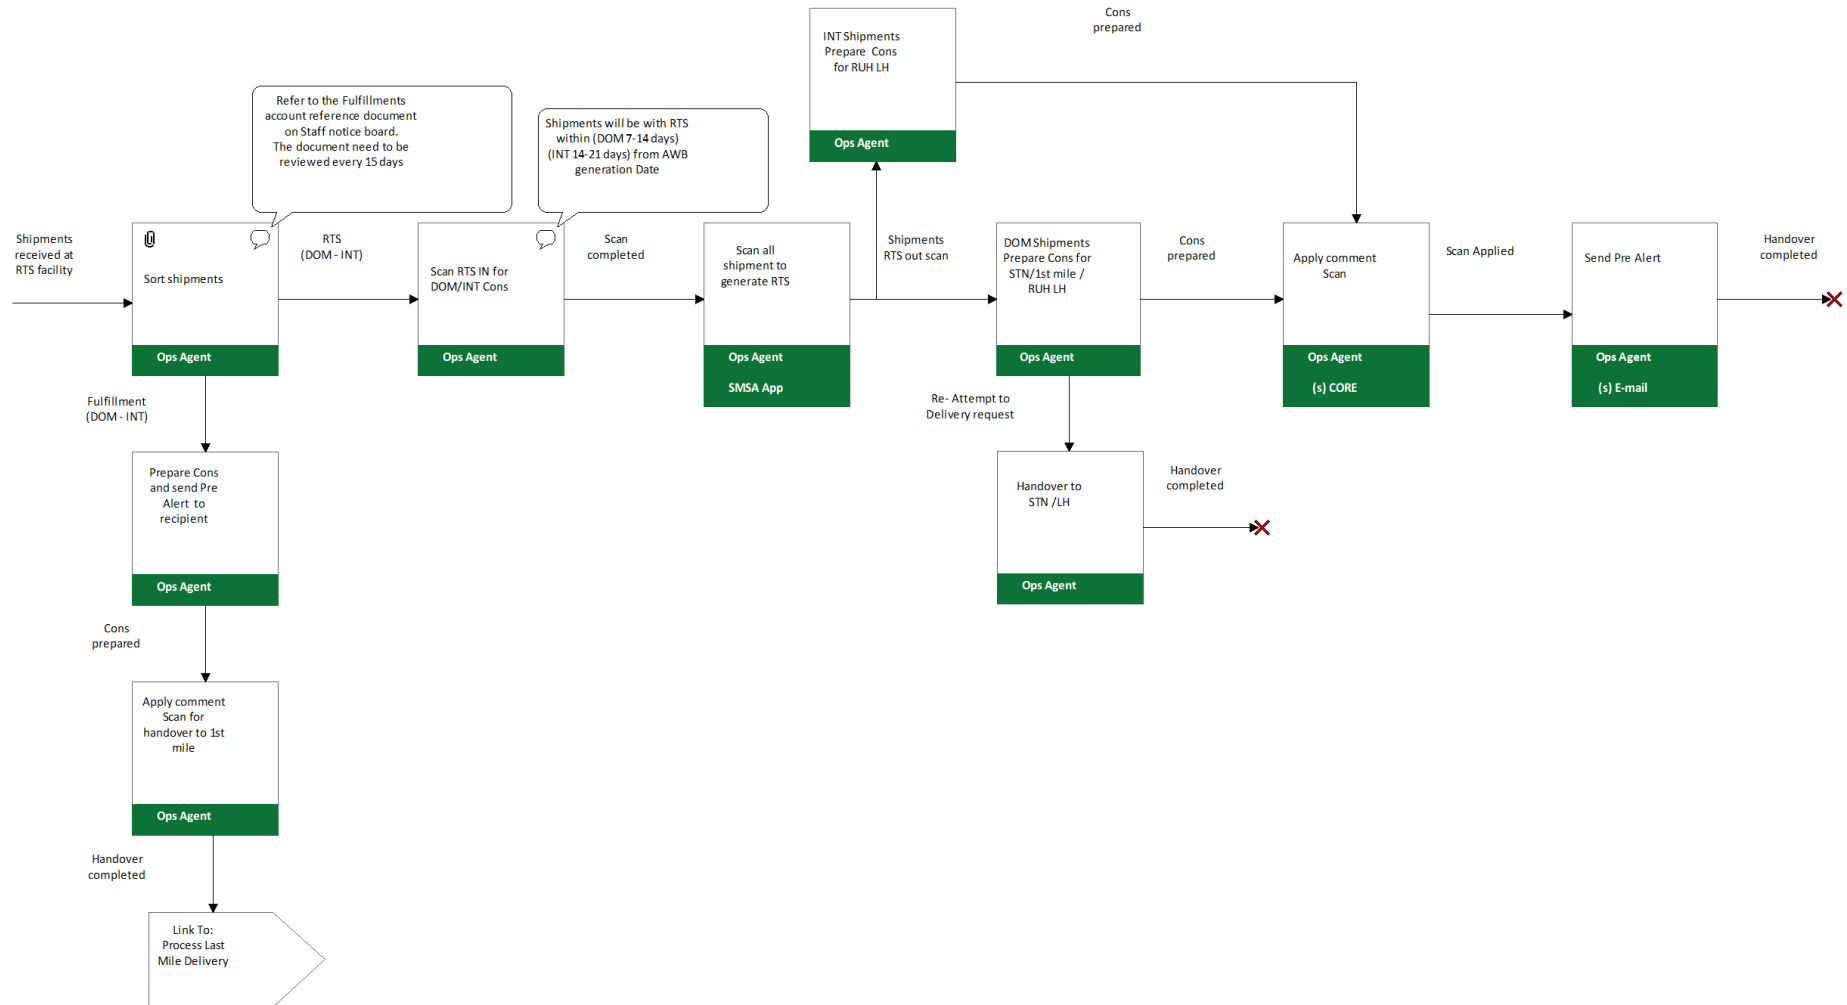 Cons
prepared
INT Shipments
Prepare Cons
for RUH LH
Ops Agent
Refer to the Fulfillments
account reference document
on Staff notice board.
The document need to be
reviewed every 15 days
Shipments will be with RTS
within (DOM 7-14 days)
(INT 14-21 days) from AWB
generation Date
Shipments
received at
RTS facility
Sort shipments
Ops Agent
RTS
(DOM - INT)
Scan RTS IN for
DOM/INT Cons
Ops Agent
Scan
completed
Scan all
shipment to
generate RTS
Ops Agent
SMSA App
Shipments
RTS out scan
DOM Shipments
Prepare Cons for
STN/1st mile /
RUH LH
Ops Agent
Cons
prepared
Apply comment
Scan
Ops Agent
(s) CORE
Scan Applied
Send Pre Alert
Ops Agent
(s) E-mail
Handover
completed
Fulfillment
(DOM - INT)
Re- Attempt to
Delivery request
Prepare Cons
and send Pre
Alert to
recipient
Ops Agent
Handover to
STN /LH
Ops Agent
Handover
completed
Cons
prepared
Apply comment
Scan for
handover to 1st
mile
Ops Agent
Handover
completed
Link To:
Process Last
Mile Delivery